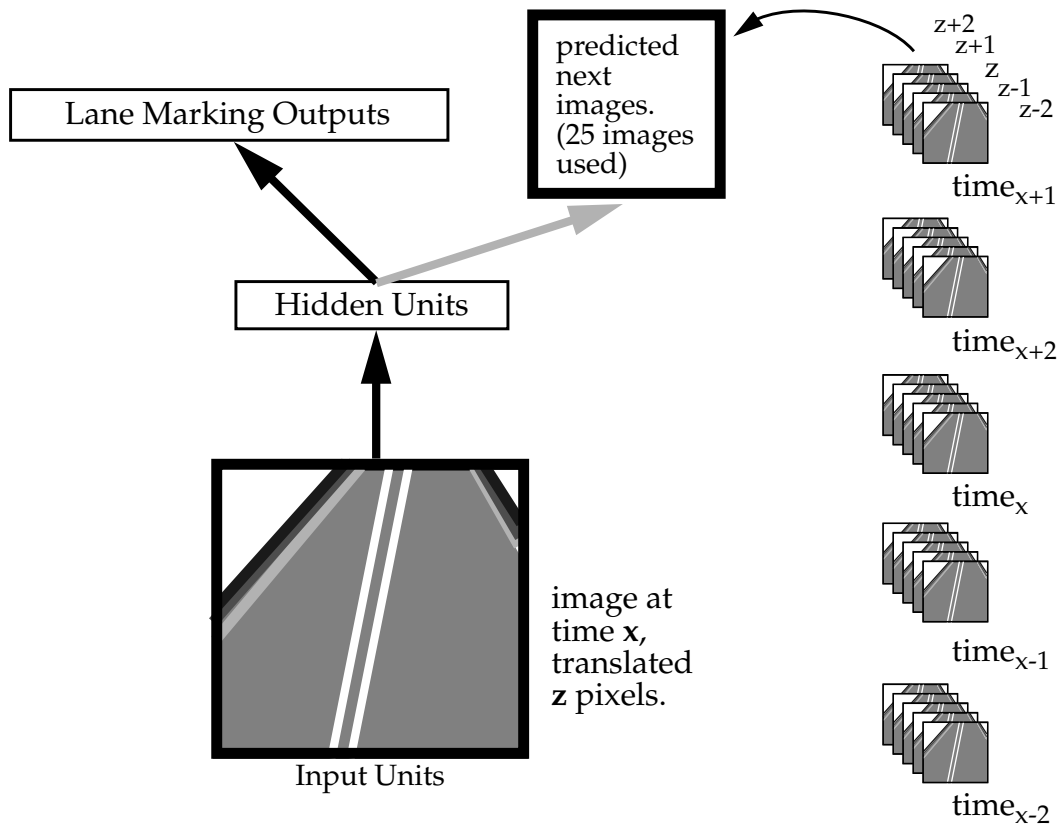 Lane Marking Outputs
predicted
next
images.
(25 images
used)
z+2
z+1
z
z-1
z-2
time x+1
Hidden Units
time x+2
time x
image at
time x,
translated
z pixels.
time x-1
Input Units
time x-2